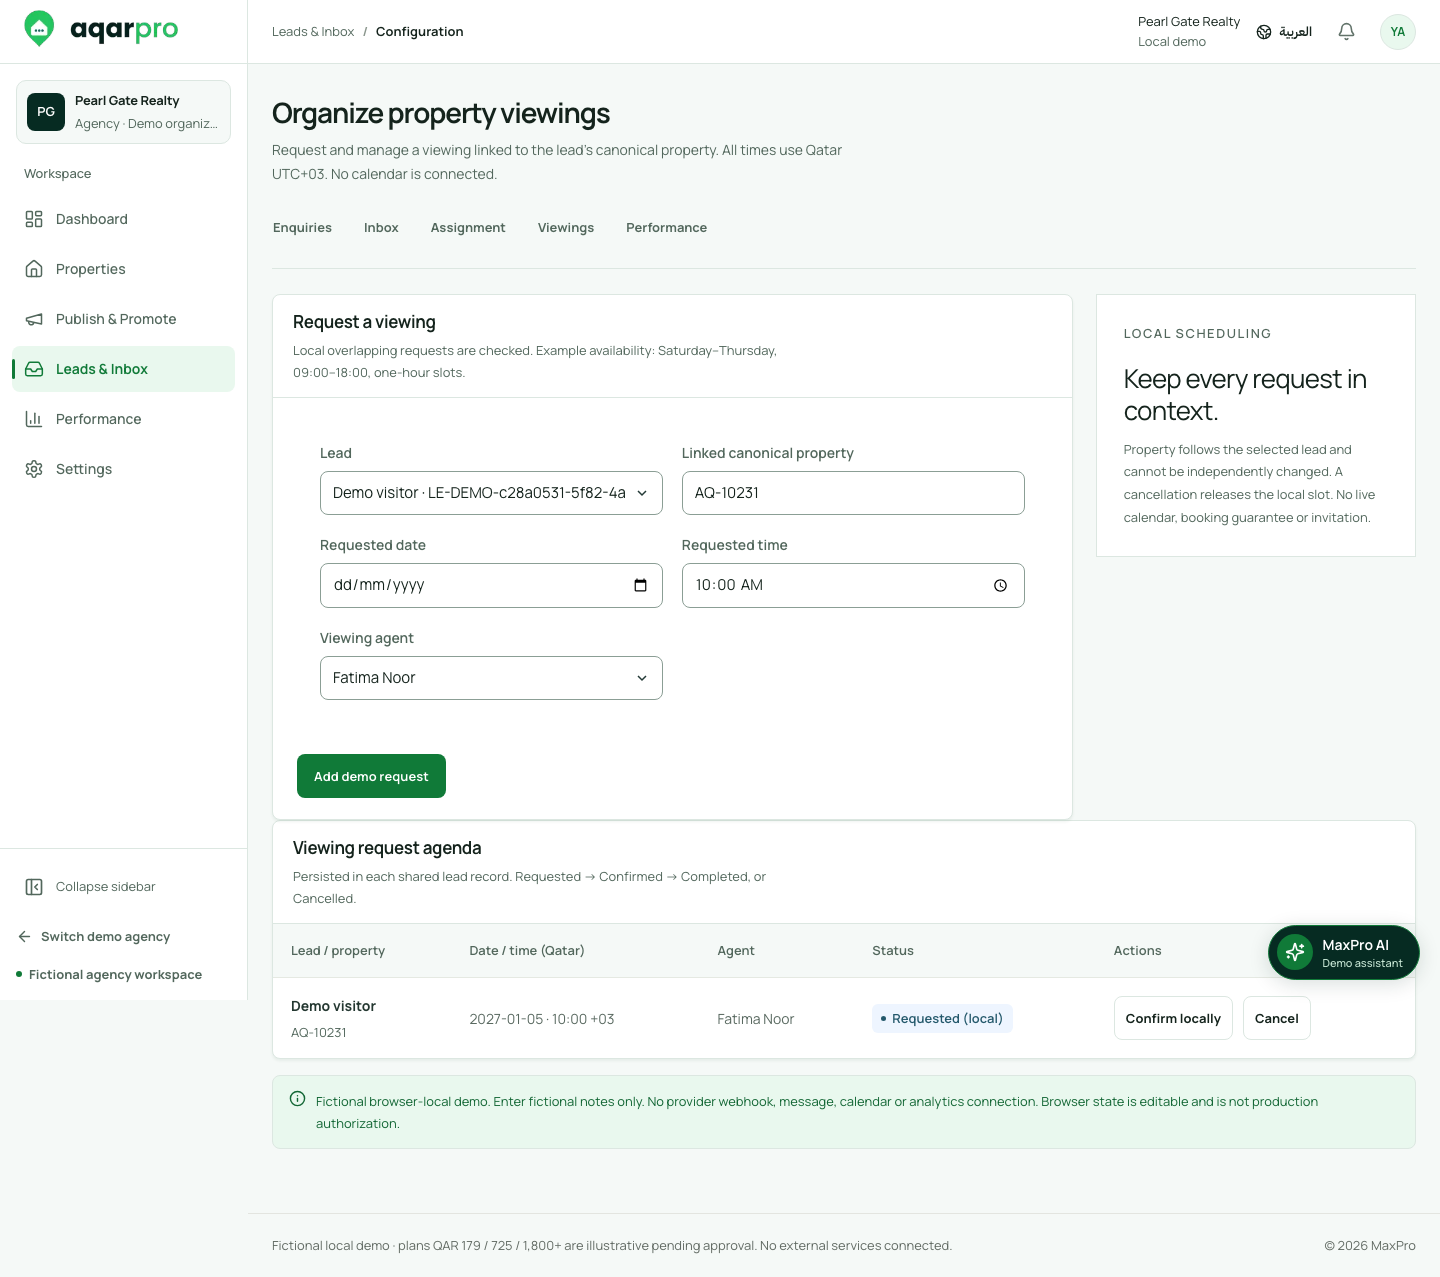 aqarpro
Leads & Inbox / Configuration
Pearl Gate Realty
Local demo
العربية
YA
PG
Pearl Gate Realty
Agency · Demo organiz...
Workspace
Dashboard
Properties
Publish & Promote
Leads & Inbox
Performance
Settings
Collapse sidebar
Switch demo agency
Fictional agency workspace
Organize property viewings
Request and manage a viewing linked to the lead's canonical property. All times use Qatar
UTC+03. No calendar is connected.
Enquiries
Inbox
Assignment
Viewings
Performance
Request a viewing
Local overlapping requests are checked. Example availability: Saturday–Thursday,
09:00–18:00, one-hour slots.
Lead
Linked canonical property
Demo visitor · LE-DEMO-c28a0531-5f82-4a
AQ-10231
Requested date
Requested time
dd/mm/yyyy
10:00 AM
Viewing agent
Fatima Noor
Add demo request
LOCAL SCHEDULING
Keep every request in
context.
Property follows the selected lead and
cannot be independently changed. A
cancellation releases the local slot. No live
calendar, booking guarantee or invitation.
Viewing request agenda
Persisted in each shared lead record. Requested → Confirmed → Completed, or
Cancelled.
Lead / property
Date / time (Qatar)
Agent
Status
Actions
Demo visitor
AQ-10231
2027-01-05 · 10:00 +03
Fatima Noor
Requested (local)
Confirm locally
Cancel
MaxPro AI
Demo assistant
Fictional browser-local demo. Enter fictional notes only. No provider webhook, message, calendar or analytics connection. Browser state is editable and is not production
authorization.
Fictional local demo · plans QAR 179 / 725 / 1,800+ are illustrative pending approval. No external services connected.
© 2026 MaxPro